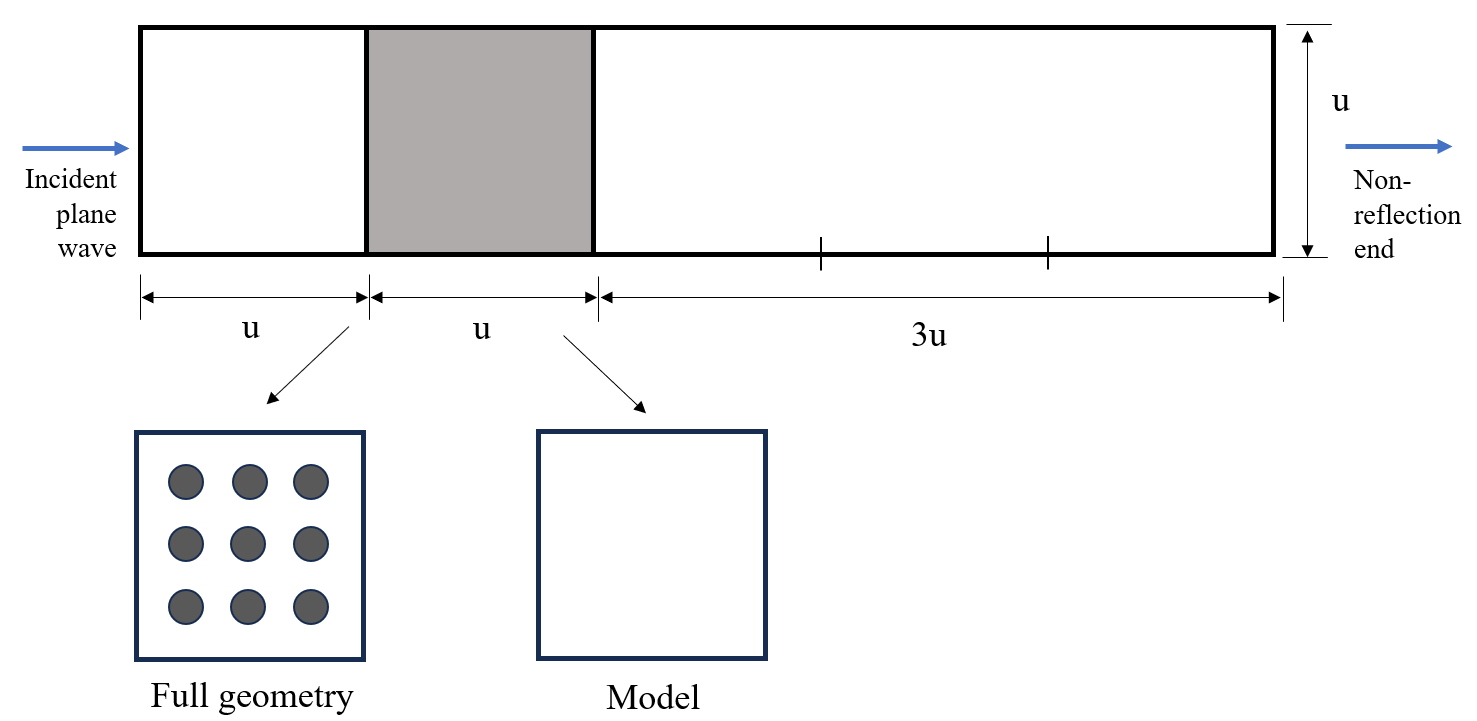 u
Incident
plane
wave
Non-
reflection
end
u
u
3u
Full geometry
Model